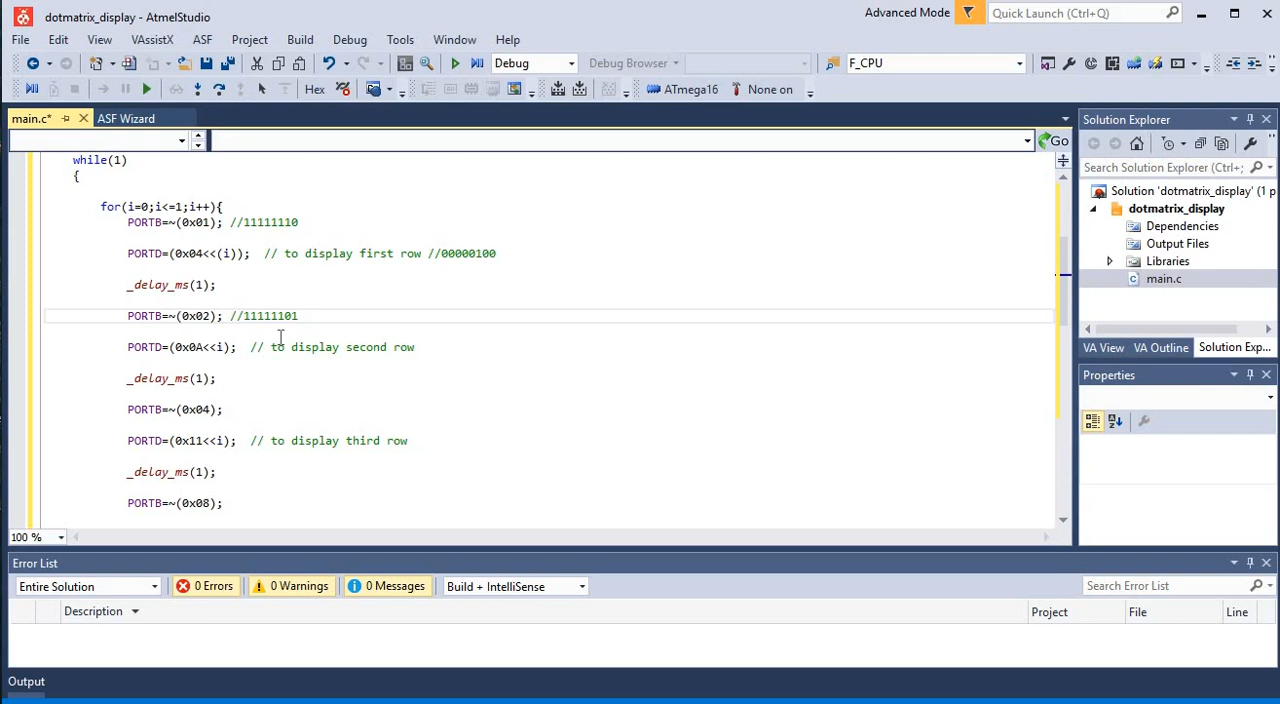 dotmatrix_display - AtmelStudio
Advanced Mode
Quick Launch (Ctrl+Q)
File Edit View VAssistX ASF Project Build Debug Tools Window Help
Debug
Debug Browser
F_CPU
Hex
ATmega16
None on
main.c*
ASF Wizard
Go
while(1)
{
for(i=0;i<=1;i++){
PORTB=~(0x01); //11111110
PORTD=(0x04<<(i)); // to display first row //00000100
_delay_ms(1);
PORTB=~(0x02); //11111101
PORTD=(0x0A<<i); // to display second row
_delay_ms(1);
PORTB=~(0x04);
PORTD=(0x11<<i); // to display third row
_delay_ms(1);
PORTB=~(0x08);
100 %
Solution Explorer
Search Solution Explorer (Ctrl+;
Solution 'dotmatrix_display' (1 p
dotmatrix_display
Dependencies
Output Files
Libraries
main.c
VA View VA Outline Solution Exp...
Properties
Error List
Entire Solution
0 Errors
0 Warnings
0 Messages
Build + IntelliSense
Search Error List
Description
Project
File
Line
Output